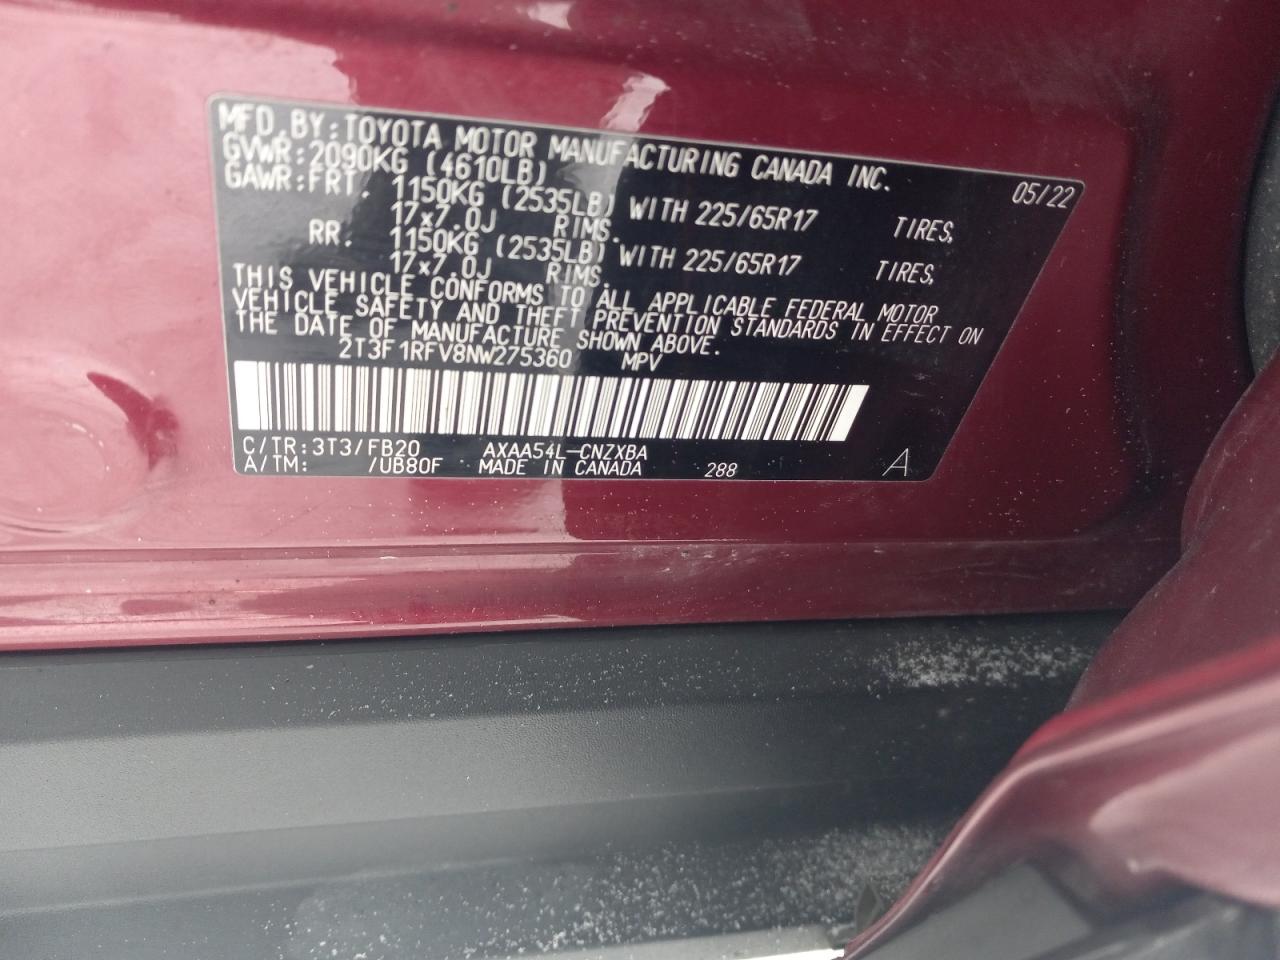 MFD.BY:TOYOTA MOTOR MANUFACTURING CANADA INC. 05/22
GVWR:2090KG (4610LB)
GAWR:FRT. 1150KG (2535LB) WITH 225/65R17 TIRES,
17x7.0J RIMS.
RR. 1150KG (2535LB) WITH 225/65R17 TIRES,
17x7.0J RIMS.
THIS VEHICLE CONFORMS TO ALL APPLICABLE FEDERAL MOTOR
VEHICLE SAFETY AND THEFT PREVENTION STANDARDS IN EFFECT ON
THE DATE OF MANUFACTURE SHOWN ABOVE.
2T3F1RFV8NW275360 MPV
C/TR:3T3/FB20 AXAA54L-CNZXBA
A/TM: /UB80F MADE IN CANADA 288 A